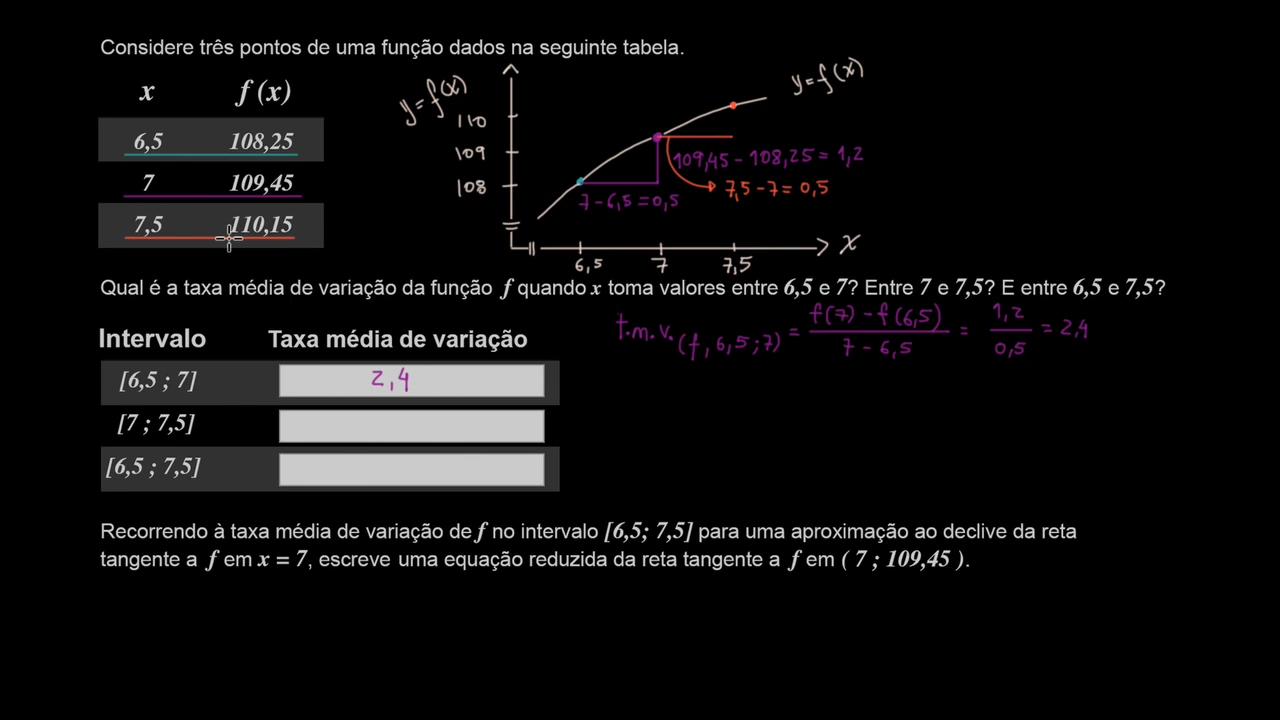 Considere três pontos de uma função dados na seguinte tabela.
x f (x)
6,5 108,25
7 109,45
7,5 110,15
y=f(x)
110
109
108
6,5 7 7,5
x
y=f(x)
109,45 - 108,25 = 1,2
7,5 - 7 = 0,5
7 - 6,5 = 0,5
Qual é a taxa média de variação da função f quando x toma valores entre 6,5 e 7? Entre 7 e 7,5? E entre 6,5 e 7,5?
t.m.v.(f, 6,5 ; 7) = f(7) - f(6,5) / 7 - 6,5 = 1,2 / 0,5 = 2,4
Intervalo Taxa média de variação
[6,5 ; 7] 2,4
[7 ; 7,5]
[6,5 ; 7,5]
Recorrendo à taxa média de variação de f no intervalo [6,5; 7,5] para uma aproximação ao declive da reta
tangente a f em x = 7, escreve uma equação reduzida da reta tangente a f em ( 7 ; 109,45 ).